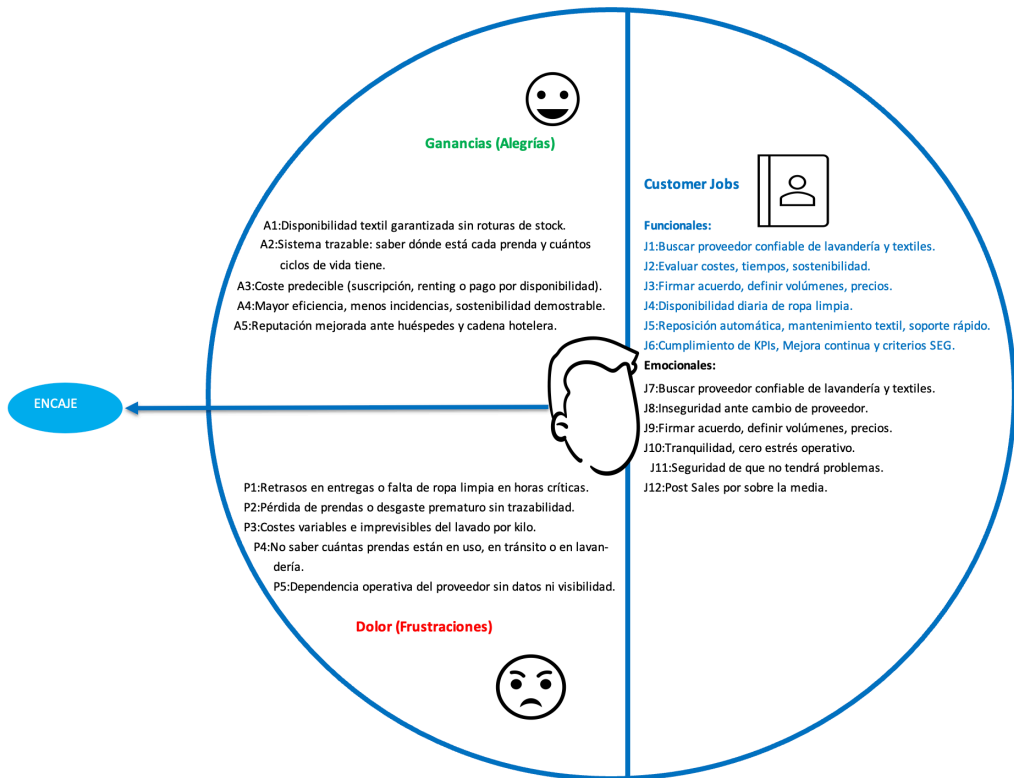 Ganancias (Alegrías)
A1:Disponibilidad textil garantizada sin roturas de stock.
A2:Sistema trazable: saber dónde está cada prenda y cuántos
ciclos de vida tiene.
A3:Coste predecible (suscripción, renting o pago por disponibilidad).
A4:Mayor eficiencia, menos incidencias, sostenibilidad demostrable.
A5:Reputación mejorada ante huéspedes y cadena hotelera.
ENCAJE
P1:Retrasos en entregas o falta de ropa limpia en horas críticas.
P2:Pérdida de prendas o desgaste prematuro sin trazabilidad.
P3:Costes variables e imprevisibles del lavado por kilo.
P4:No saber cuántas prendas están en uso, en tránsito o en lavan-
dería.
P5:Dependencia operativa del proveedor sin datos ni visibilidad.
Dolor (Frustraciones)
Customer Jobs
Funcionales:
J1:Buscar proveedor confiable de lavandería y textiles.
J2:Evaluar costes, tiempos, sostenibilidad.
J3:Firmar acuerdo, definir volúmenes, precios.
J4:Disponibilidad diaria de ropa limpia.
J5:Reposición automática, mantenimiento textil, soporte rápido.
J6:Cumplimiento de KPIs, Mejora continua y criterios SEG.
Emocionales:
J7:Buscar proveedor confiable de lavandería y textiles.
J8:Inseguridad ante cambio de proveedor.
J9:Firmar acuerdo, definir volúmenes, precios.
J10:Tranquilidad, cero estrés operativo.
J11:Seguridad de que no tendrá problemas.
J12:Post Sales por sobre la media.